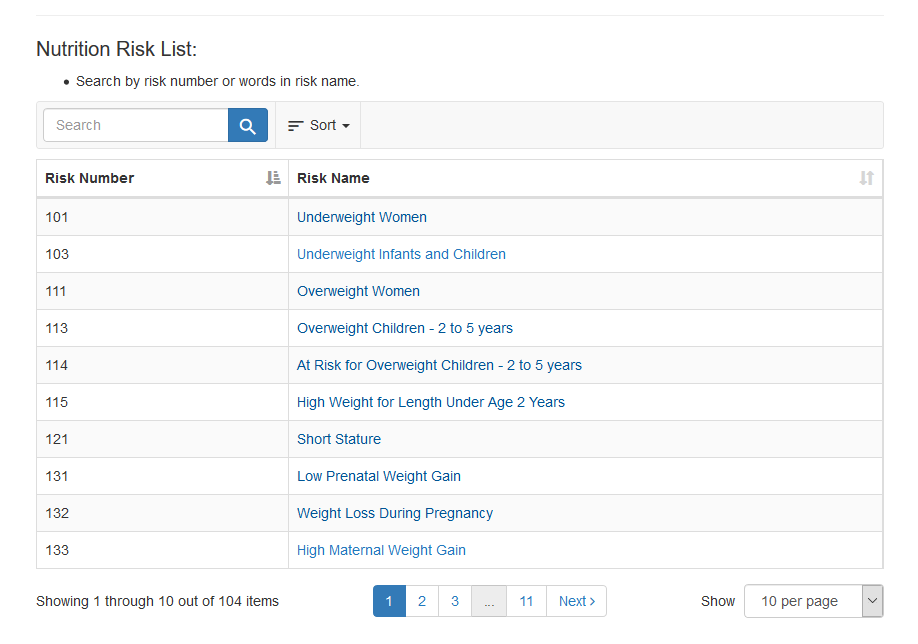 Nutrition Risk List:
• Search by risk number or words in risk name.
Search Sort
Risk Number Risk Name
101 Underweight Women
103 Underweight Infants and Children
111 Overweight Women
113 Overweight Children - 2 to 5 years
114 At Risk for Overweight Children - 2 to 5 years
115 High Weight for Length Under Age 2 Years
121 Short Stature
131 Low Prenatal Weight Gain
132 Weight Loss During Pregnancy
133 High Maternal Weight Gain
Showing 1 through 10 out of 104 items 1 2 3 ... 11 Next › Show 10 per page